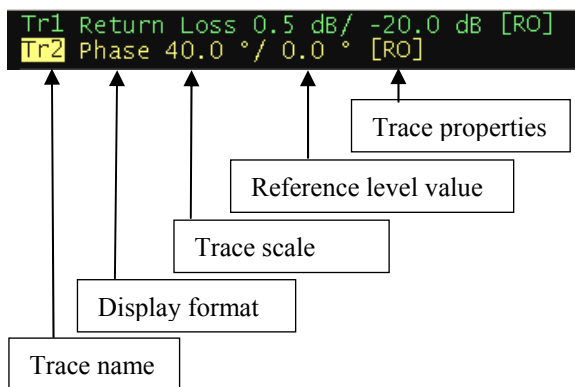 Tr1 Return Loss 0.5 dB/ -20.0 dB [RO]
Tr2 Phase 40.0 °/ 0.0 ° [RO]
Trace properties
Reference level value
Trace scale
Display format
Trace name